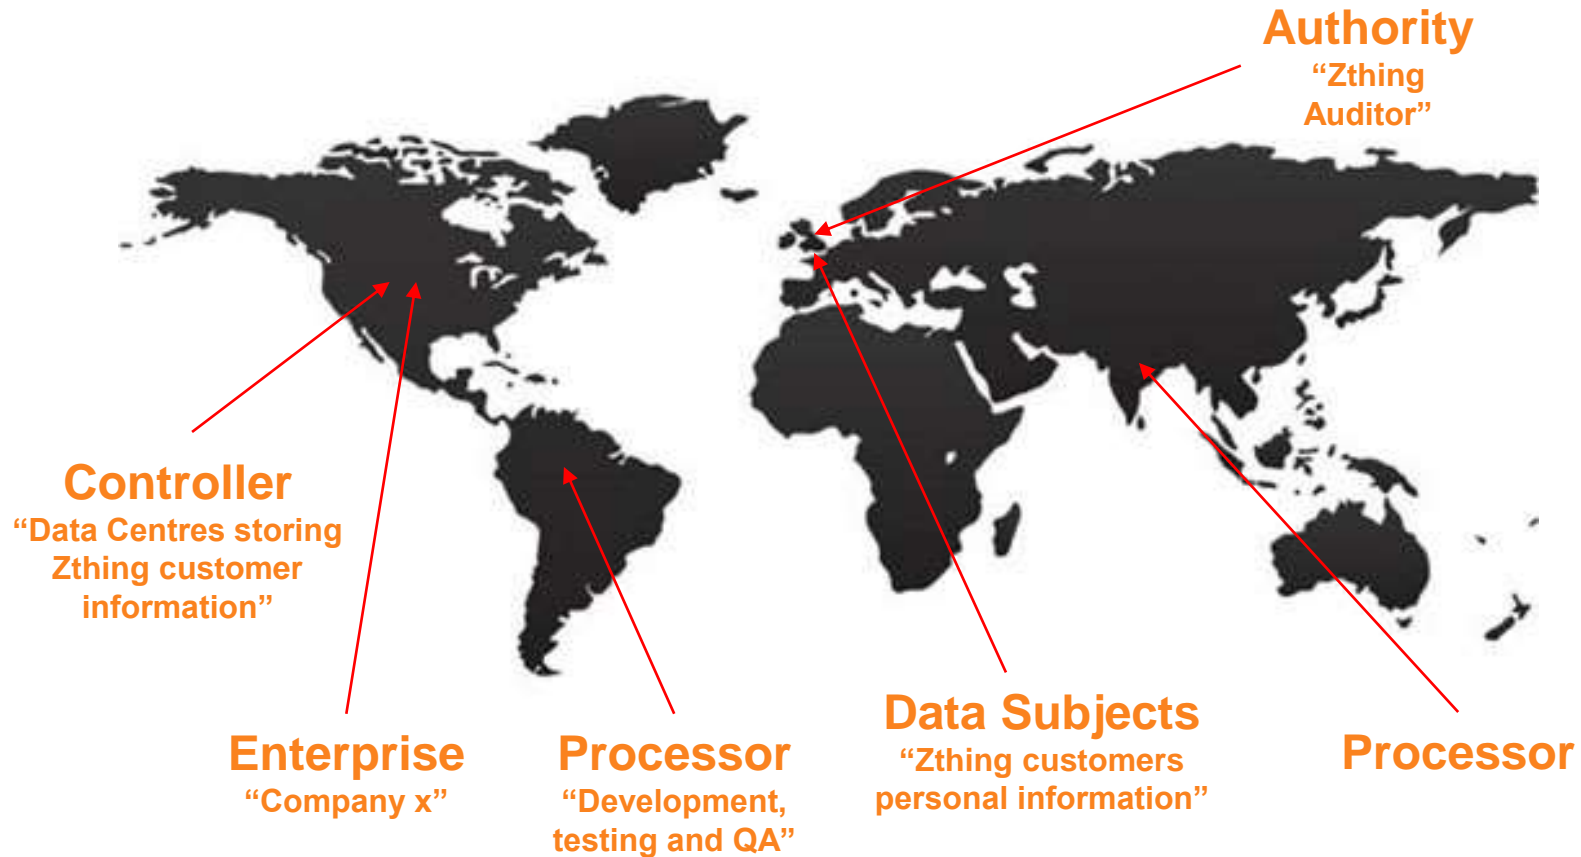 Authority
“Zthing
Auditor”
Controller
“Data Centres storing
Zthing customer
information”
Enterprise
“Company x”
Processor
“Development,
testing and QA”
Data Subjects
“Zthing customers
personal information”
Processor